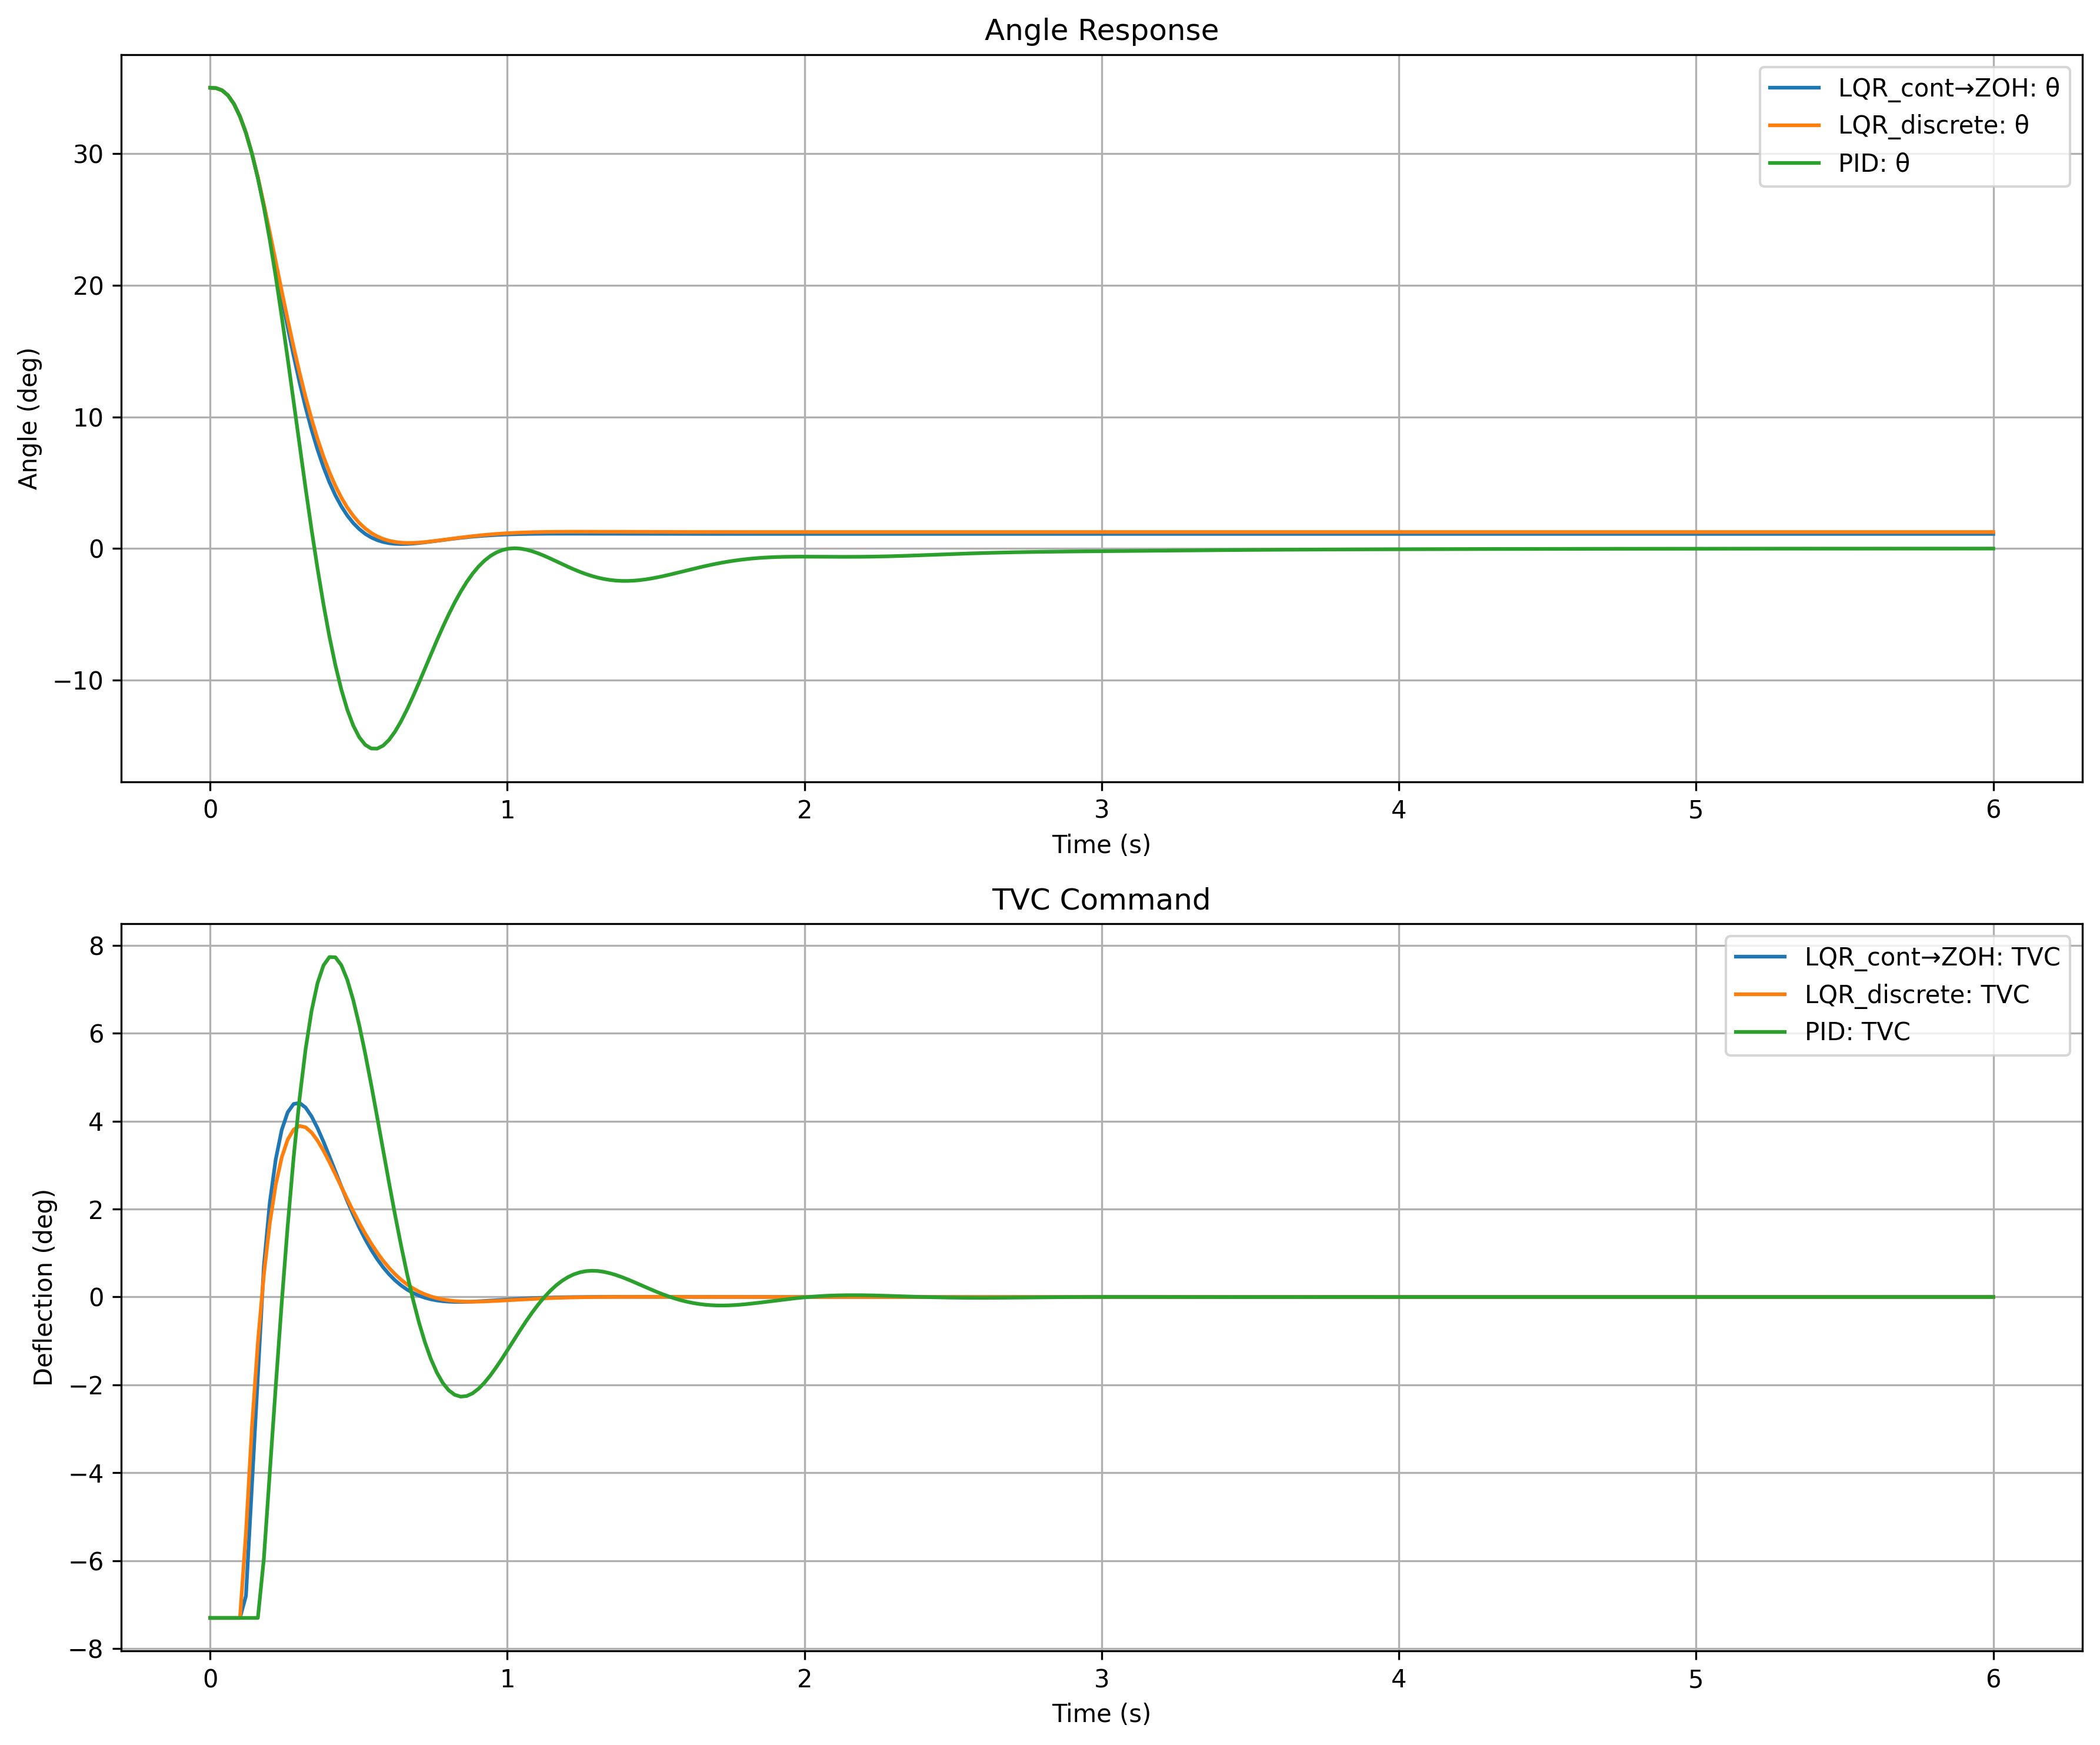 Angle Response
LQR_cont→ZOH: θ
LQR_discrete: θ
PID: θ
30
20
10
0
−10
Angle (deg)
0 1 2 3 4 5 6
Time (s)
TVC Command
LQR_cont→ZOH: TVC
LQR_discrete: TVC
PID: TVC
8
6
4
2
0
−2
−4
−6
−8
Deflection (deg)
0 1 2 3 4 5 6
Time (s)